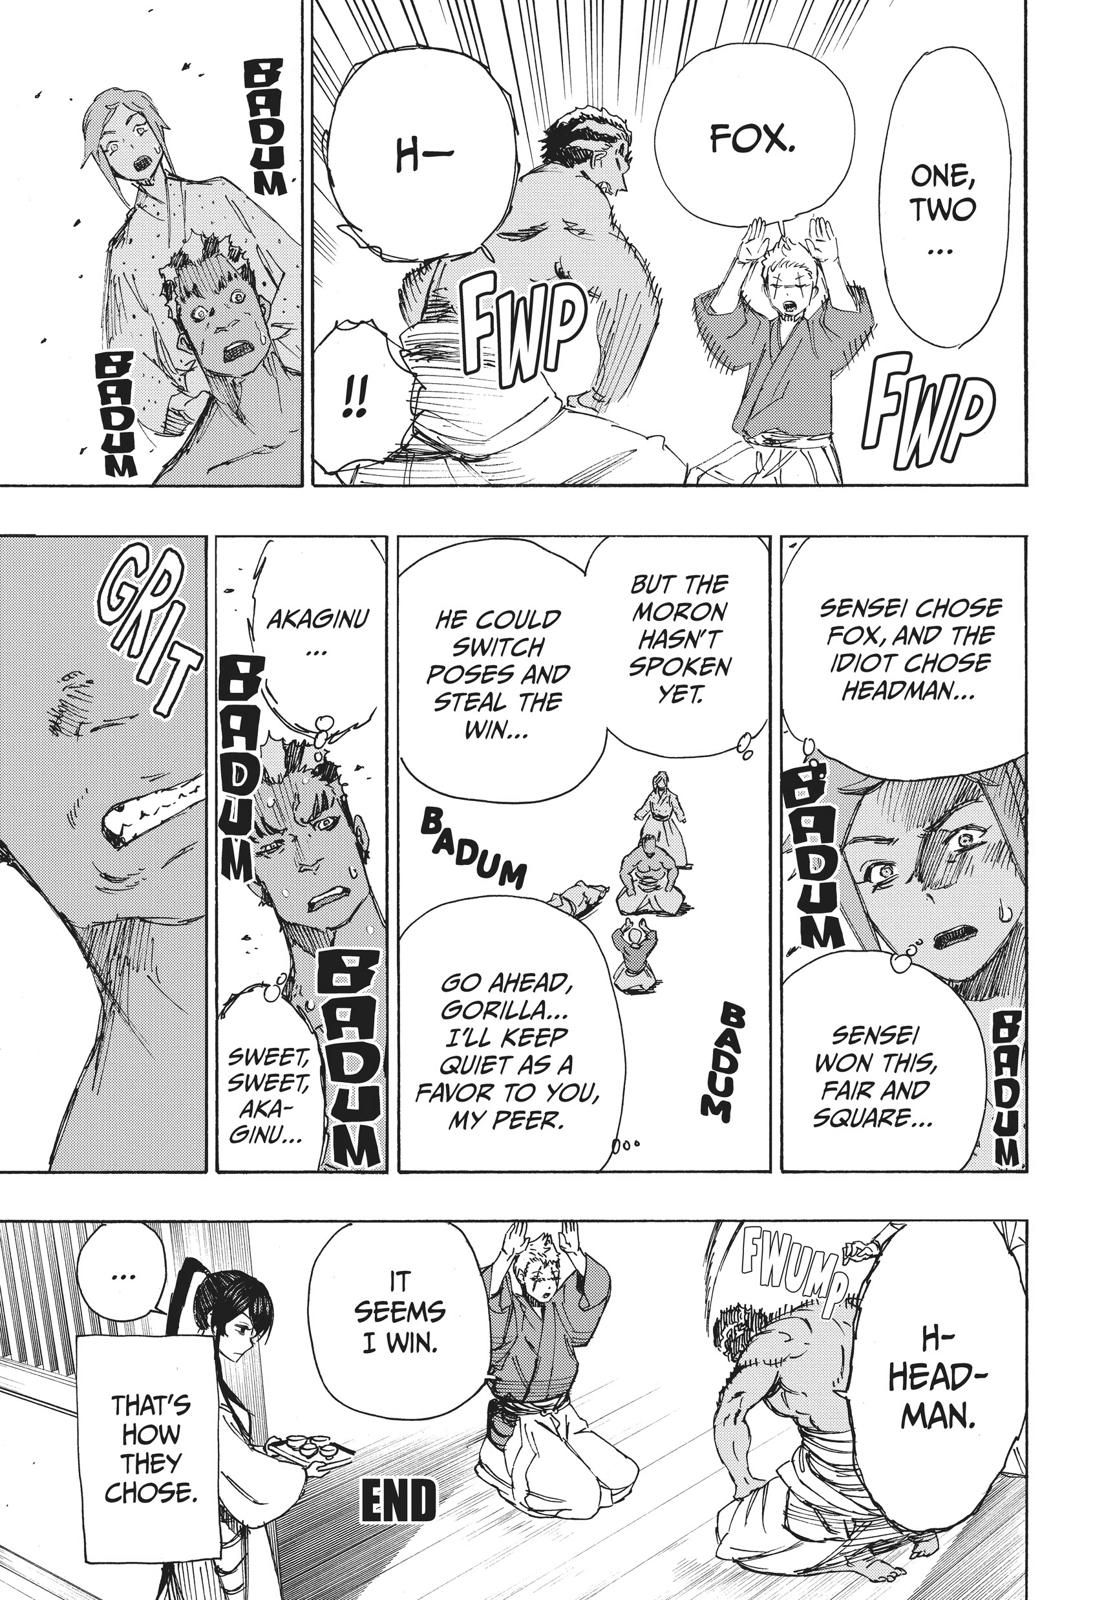 ONE,
TWO
...
FOX.
H—
!!
FWP
FWP
BADUM
BADUM
SENSEI CHOSE
FOX, AND THE
IDIOT CHOSE
HEADMAN...
BADUM
SENSEI
WON THIS,
FAIR AND
SQUARE...
BADUM
BUT THE
MORON
HASN'T
SPOKEN
YET.
HE COULD
SWITCH
POSES AND
STEAL THE
WIN...
BADUM
GO AHEAD,
GORILLA...
I'LL KEEP
QUIET AS A
FAVOR TO YOU,
MY PEER.
BADUM
AKAGINU
...
BADUM
SWEET,
SWEET,
AKA-
GINU...
BADUM
GRIT
H-
HEAD-
MAN.
FWUMP
IT
SEEMS
I WIN.
...
THAT'S
HOW
THEY
CHOSE.
END